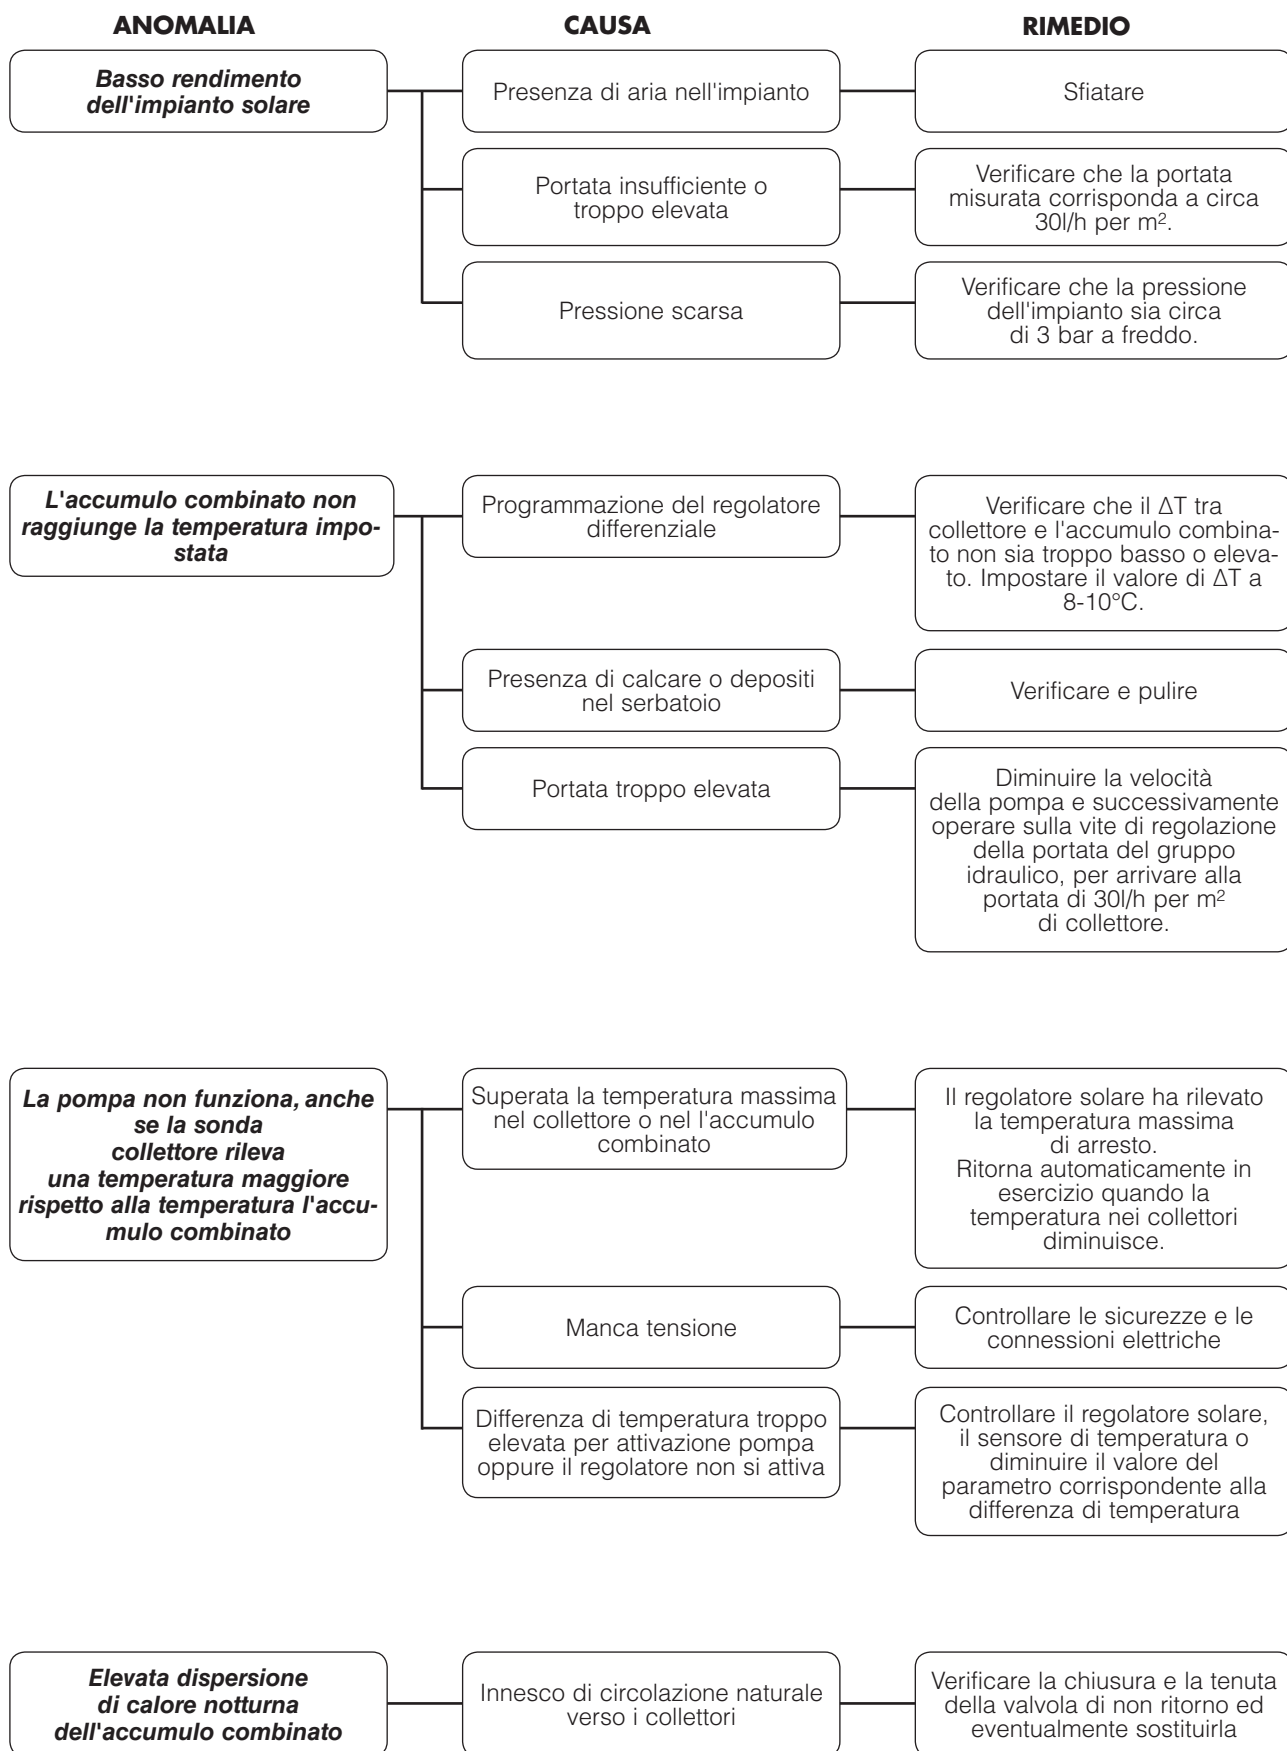 ANOMALIA
CAUSA
RIMEDIO
Basso rendimento
dell'impianto solare
Presenza di aria nell'impianto
Sfiatare
Portata insufficiente o
troppo elevata
Verificare che la portata
misurata corrisponda a circa
30l/h per m².
Pressione scarsa
Verificare che la pressione
dell'impianto sia circa
di 3 bar a freddo.
L'accumulo combinato non
raggiunge la temperatura impo-
stata
Programmazione del regolatore
differenziale
Verificare che il ΔT tra
collettore e l'accumulo combina-
to non sia troppo basso o eleva-
to. Impostare il valore di ΔT a
8-10°C.
Presenza di calcare o depositi
nel serbatoio
Verificare e pulire
Portata troppo elevata
Diminuire la velocità
della pompa e successivamente
operare sulla vite di regolazione
della portata del gruppo
idraulico, per arrivare alla
portata di 30l/h per m²
di collettore.
La pompa non funziona, anche
se la sonda
collettore rileva
una temperatura maggiore
rispetto alla temperatura l'accu-
mulo combinato
Superata la temperatura massima
nel collettore o nel l'accumulo
combinato
Il regolatore solare ha rilevato
la temperatura massima
di arresto.
Ritorna automaticamente in
esercizio quando la
temperatura nei collettori
diminuisce.
Manca tensione
Controllare le sicurezze e le
connessioni elettriche
Differenza di temperatura troppo
elevata per attivazione pompa
oppure il regolatore non si attiva
Controllare il regolatore solare,
il sensore di temperatura o
diminuire il valore del
parametro corrispondente alla
differenza di temperatura
Elevata dispersione
di calore notturna
dell'accumulo combinato
Innesco di circolazione naturale
verso i collettori
Verificare la chiusura e la tenuta
della valvola di non ritorno ed
eventualmente sostituirla